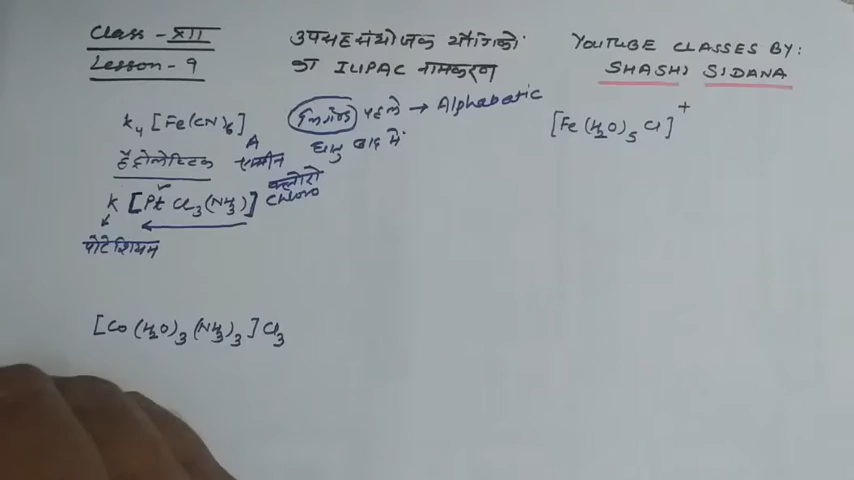 Class - XII
Lesson - 9
उपसहसंयोजक यौगिकों
का IUPAC नामकरण
YOUTUBE CLASSES BY:
SHASHI SIDANA
K4 [Fe(CN)6]
लिगेण्ड पहले → Alphabetic
धातु बाद में
[Fe(H2O)5 Cl]+
हैट्रोलेप्टिक
A
एम्मीन
क्लोरो
K [Pt Cl3(NH3)] Chloro
पोटेशियम
[Co(H2O)3(NH3)3]Cl3